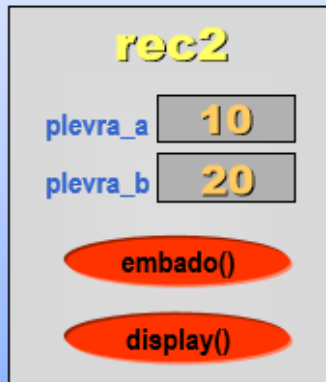 rec2
plevra_a 10
plevra_b 20
embado()
display()